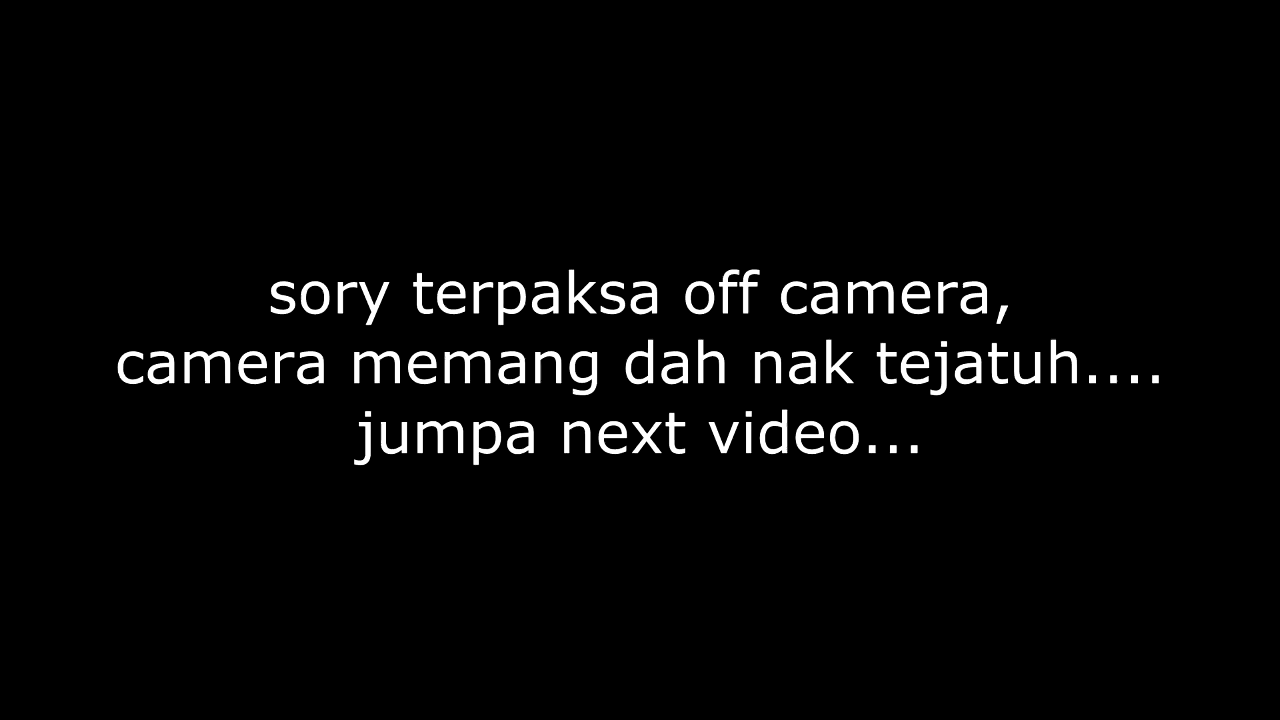 sory terpaksa off camera,
camera memang dah nak tejatuh....
jumpa next video...